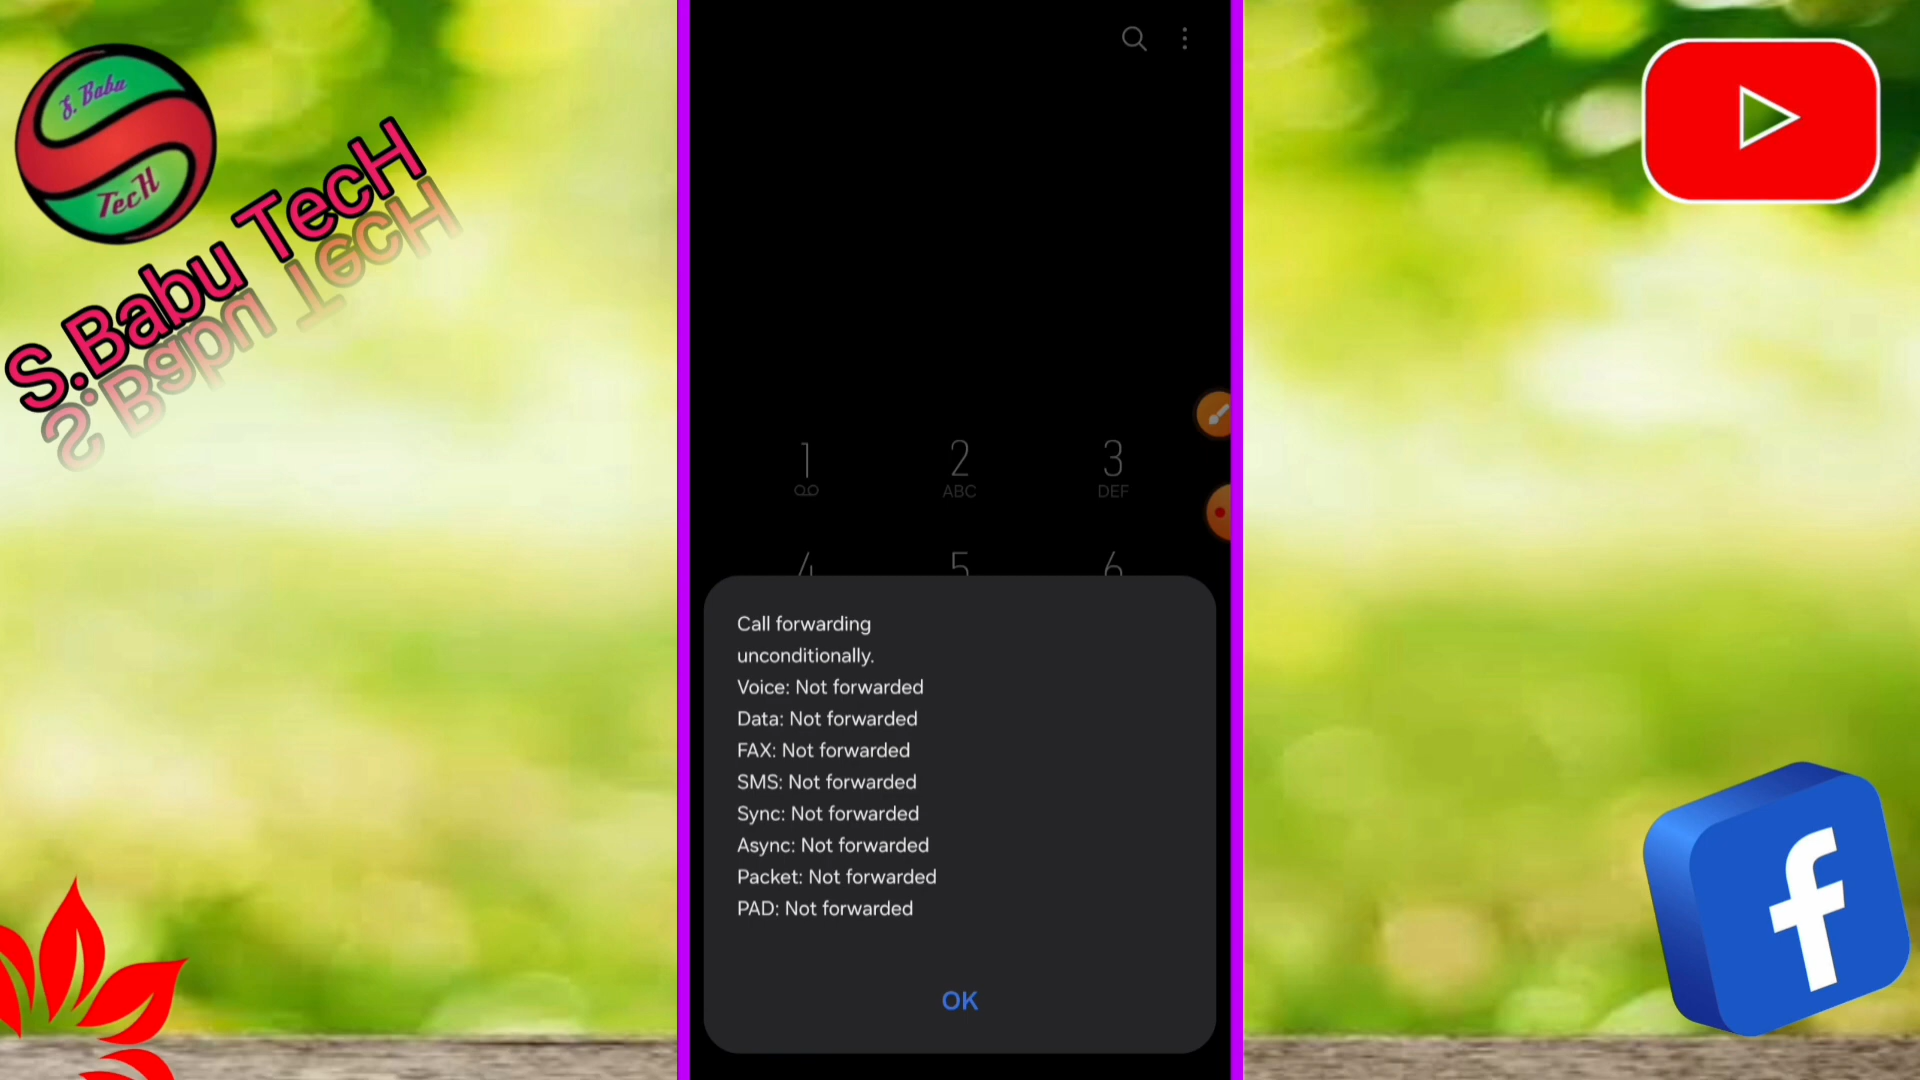 S. Babu
TecH
S.Babu TecH
1
2
ABC
3
DEF
4
5
6
Call forwarding
unconditionally.
Voice: Not forwarded
Data: Not forwarded
FAX: Not forwarded
SMS: Not forwarded
Sync: Not forwarded
Async: Not forwarded
Packet: Not forwarded
PAD: Not forwarded
OK
f